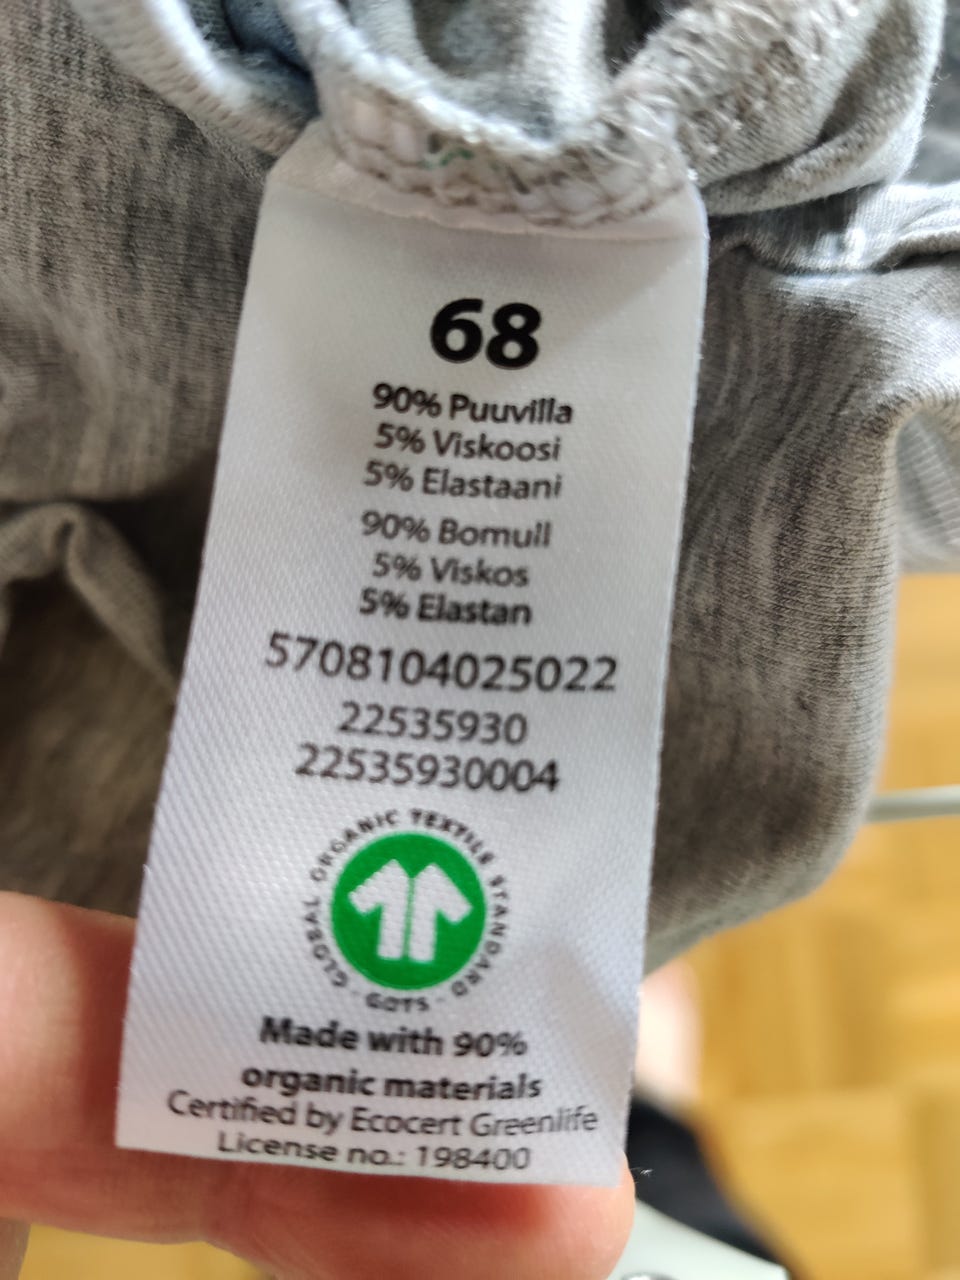 68
90% Puuvilla
5% Viskoosi
5% Elastaani
90% Bomull
5% Viskos
5% Elastan
5708104025022
22535930
22535930004
GLOBAL ORGANIC TEXTILE STANDARD · GOTS ·
Made with 90%
organic materials
Certified by Ecocert Greenlife
License no.: 198400